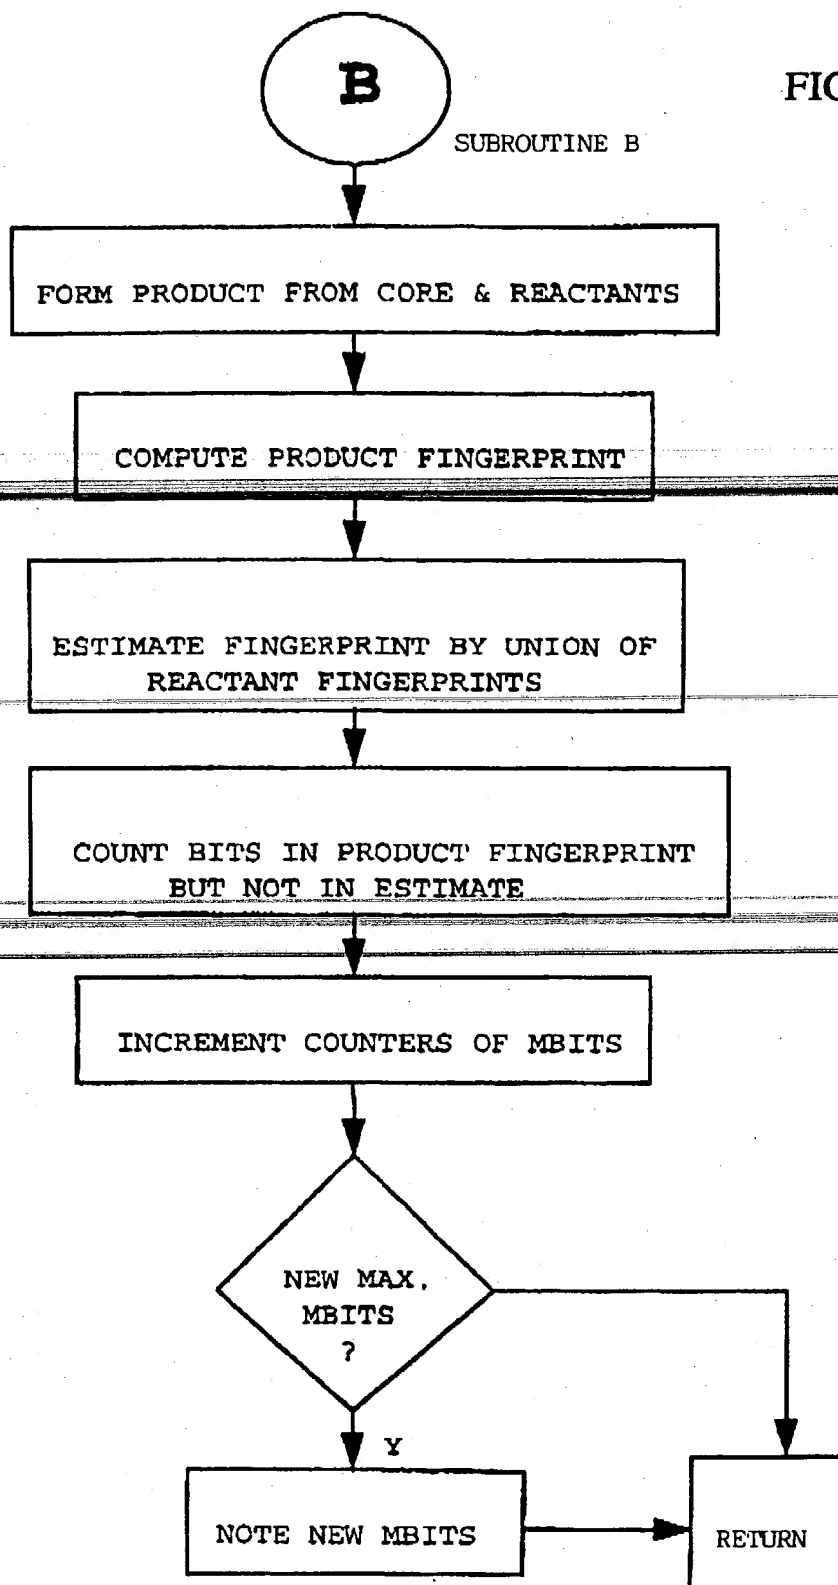 B
FIG
SUBROUTINE B
FORM PRODUCT FROM CORE & REACTANTS
COMPUTE PRODUCT FINGERPRINT
ESTIMATE FINGERPRINT BY UNION OF
REACTANT FINGERPRINTS
COUNT BITS IN PRODUCT FINGERPRINT
BUT NOT IN ESTIMATE
INCREMENT COUNTERS OF MBITS
NEW MAX.
MBITS
?
Y
NOTE NEW MBITS
RETURN